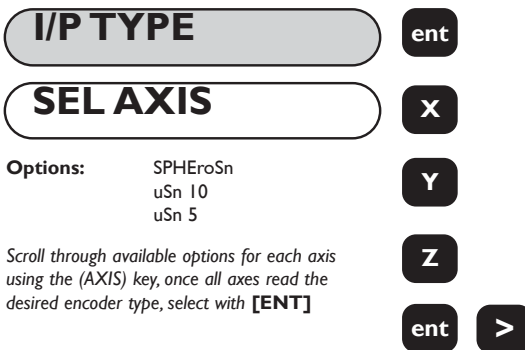 I/P TYPE ent
SEL AXIS X
Options: SPHEroSn
uSn 10
uSn 5
Y
Scroll through available options for each axis
using the (AXIS) key, once all axes read the
desired encoder type, select with [ENT]
Z
ent >